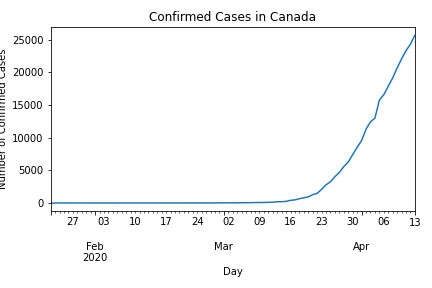 Confirmed Cases in Canada
25000
20000
15000
10000
5000
0
Number of Confirmed Cases
27 03 10 17 24 02 09 16 23 30 06 13
Feb Mar Apr
2020
Day